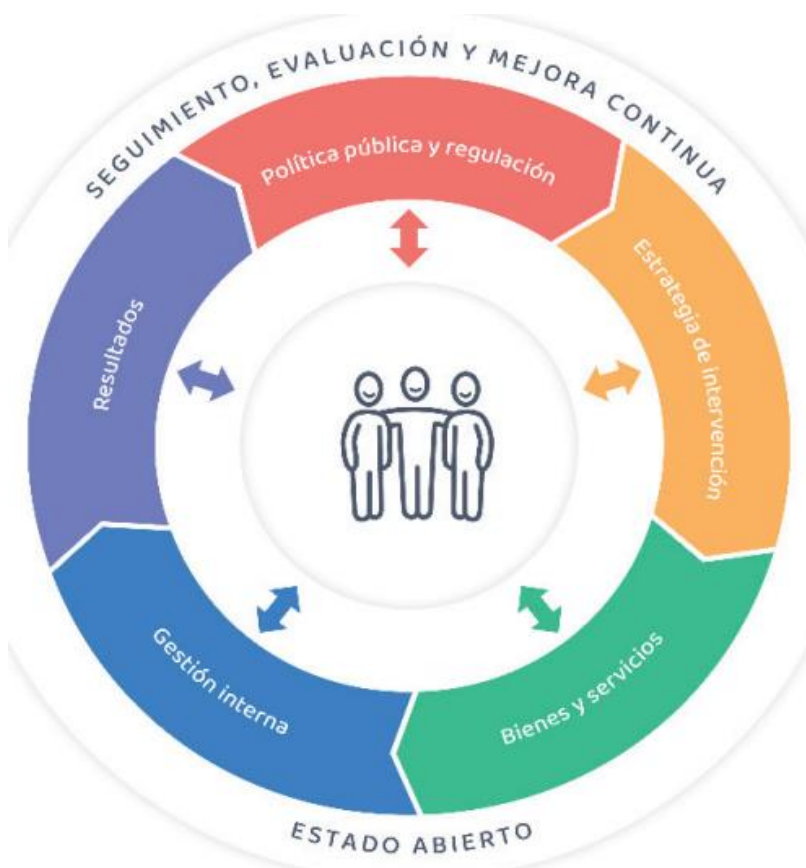 SEGUIMIENTO, EVALUACIÓN Y MEJORA CONTINUA
Política pública y regulación
Estrategia de intervención
Bienes y servicios
Gestión interna
Resultados
ESTADO ABIERTO